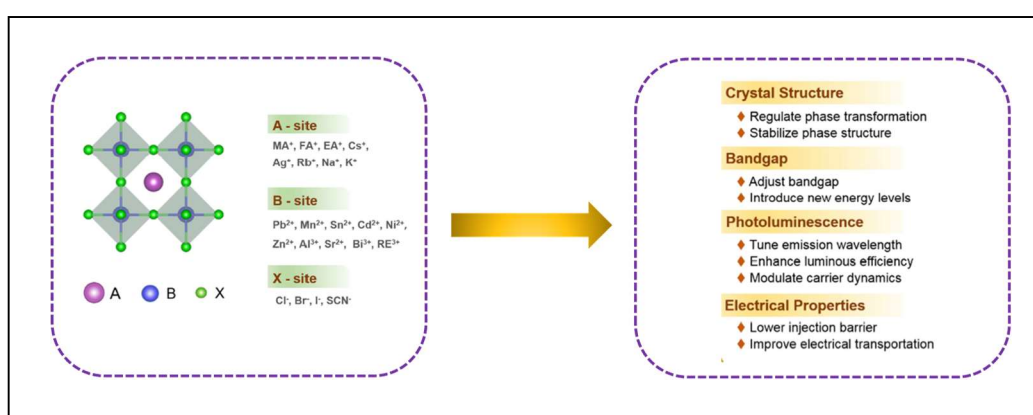 A - site
MA⁺, FA⁺, EA⁺, Cs⁺,
Ag⁺, Rb⁺, Na⁺, K⁺
B - site
Pb²⁺, Mn²⁺, Sn²⁺, Cd²⁺, Ni²⁺,
Zn²⁺, Al³⁺, Sr²⁺, Bi³⁺, RE³⁺
X - site
Cl⁻, Br⁻, I⁻, SCN⁻
A B X
Crystal Structure
Regulate phase transformation
Stabilize phase structure
Bandgap
Adjust bandgap
Introduce new energy levels
Photoluminescence
Tune emission wavelength
Enhance luminous efficiency
Modulate carrier dynamics
Electrical Properties
Lower injection barrier
Improve electrical transportation